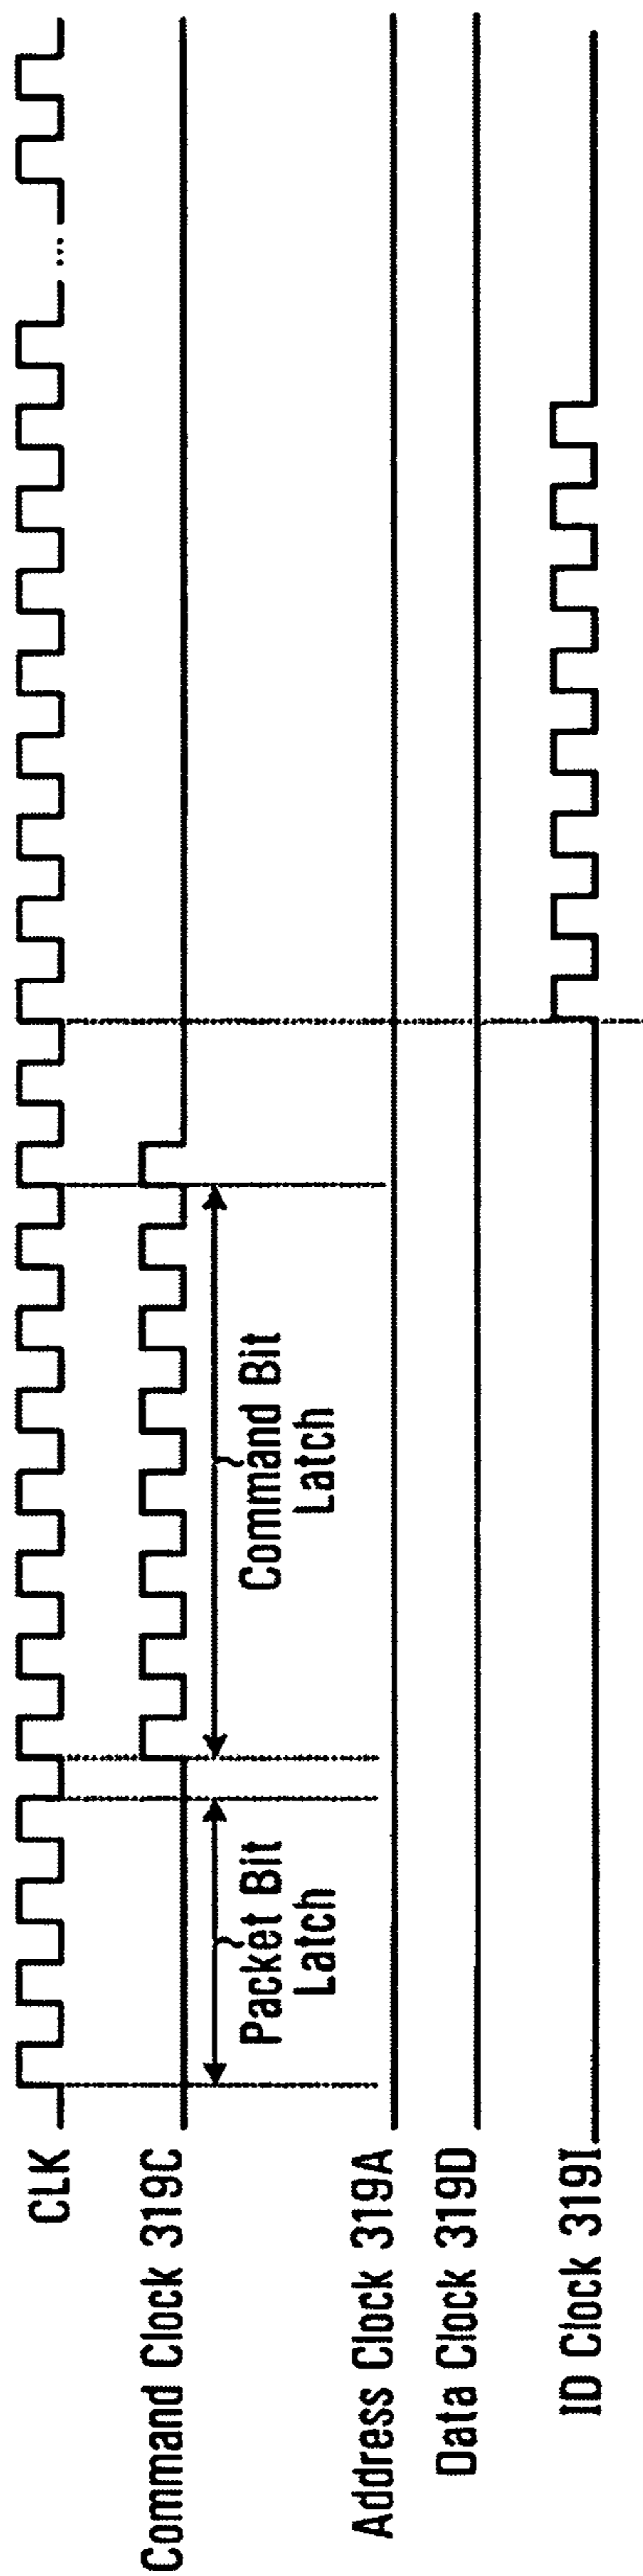 CLK
...
Command Clock 319C
Packet Bit
Latch
Command Bit
Latch
Address Clock 319A
Data Clock 319D
ID Clock 319I